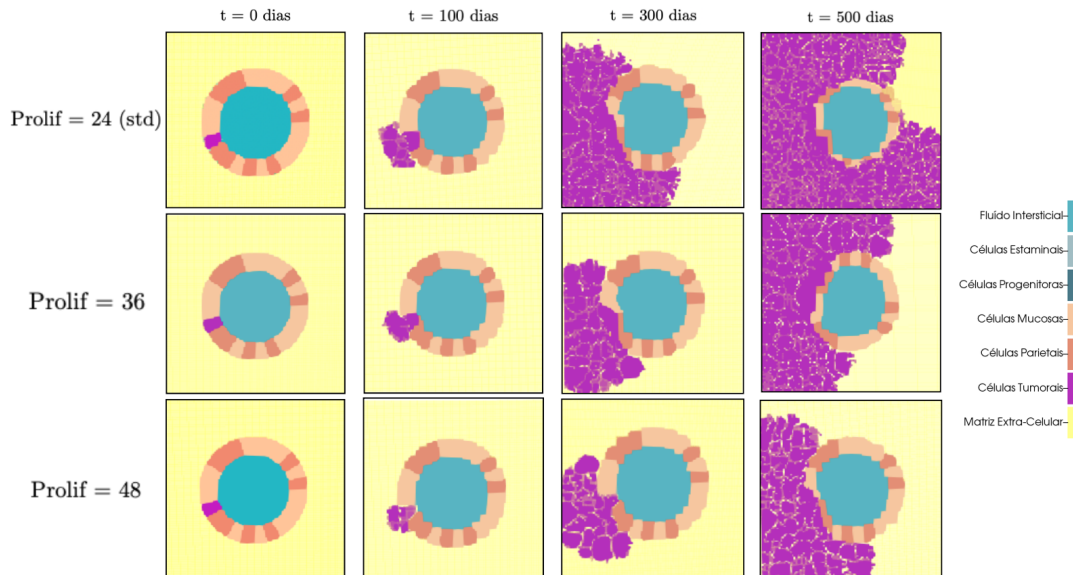 t = 0 dias
t = 100 dias
t = 300 dias
t = 500 dias
Prolif = 24 (std)
Prolif = 36
Prolif = 48
Fluído Intersticial
Células Estaminais
Células Progenitoras
Células Mucosas
Células Parietais
Células Tumorais
Matriz Extra-Celular